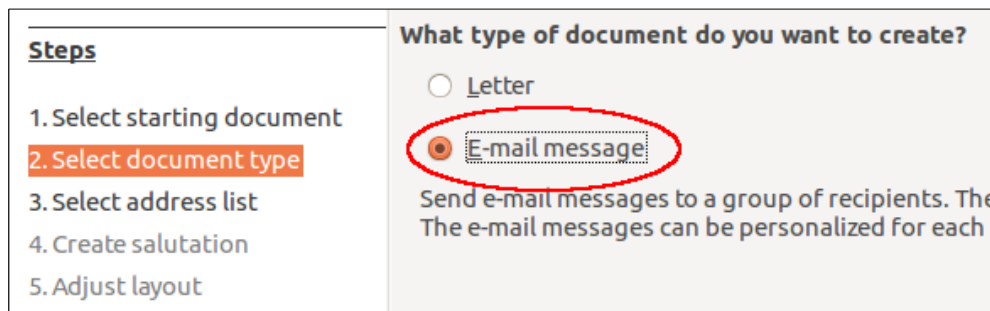 Steps
1. Select starting document
2. Select document type
3. Select address list
4. Create salutation
5. Adjust layout
What type of document do you want to create?
Letter
E-mail message
Send e-mail messages to a group of recipients. The
The e-mail messages can be personalized for each